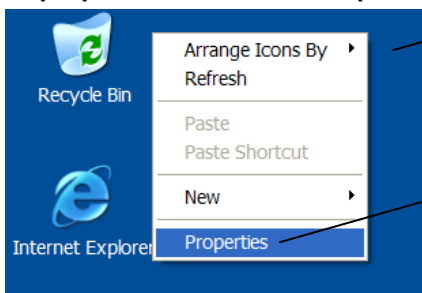 Arrange Icons By
Refresh
Recycle Bin
Paste
Paste Shortcut
New
Internet Explorer
Properties